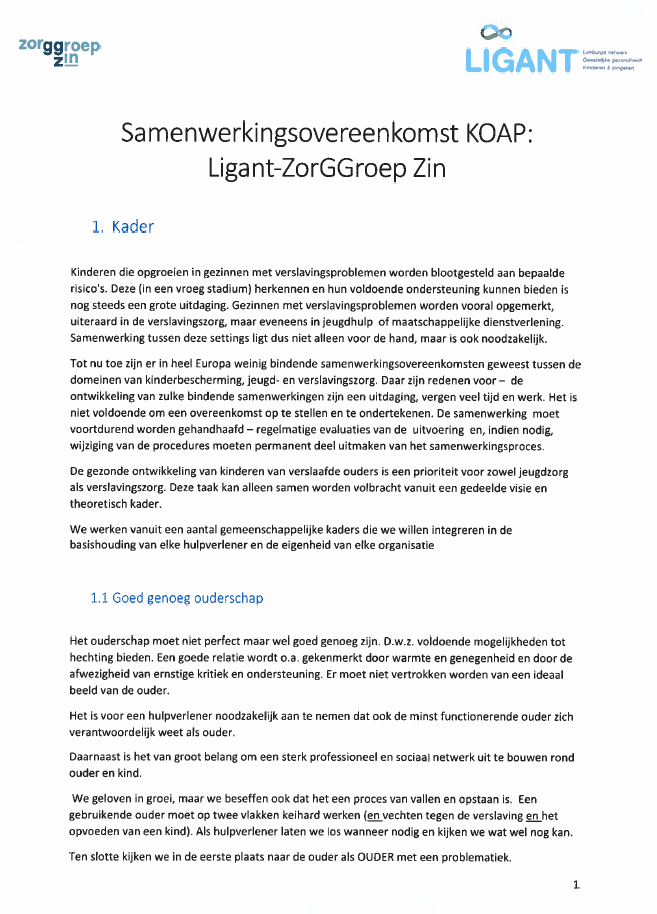 zorggroep
zin
LIGANT
Limburgs netwerk
Geestelijke gezondheid
Kinderen & jongeren
Samenwerkingsovereenkomst KOAP:
Ligant-ZorGGroep Zin
1. Kader
Kinderen die opgroeien in gezinnen met verslavingsproblemen worden blootgesteld aan bepaalde
risico's. Deze (in een vroeg stadium) herkennen en hun voldoende ondersteuning kunnen bieden is
nog steeds een grote uitdaging. Gezinnen met verslavingsproblemen worden vooral opgemerkt,
uiteraard in de verslavingszorg, maar eveneens in jeugdhulp of maatschappelijke dienstverlening.
Samenwerking tussen deze settings ligt dus niet alleen voor de hand, maar is ook noodzakelijk.
Tot nu toe zijn er in heel Europa weinig bindende samenwerkingsovereenkomsten geweest tussen de
domeinen van kinderbescherming, jeugd- en verslavingszorg. Daar zijn redenen voor – de
ontwikkeling van zulke bindende samenwerkingen zijn een uitdaging, vergen veel tijd en werk. Het is
niet voldoende om een overeenkomst op te stellen en te ondertekenen. De samenwerking moet
voortdurend worden gehandhaafd – regelmatige evaluaties van de uitvoering en, indien nodig,
wijziging van de procedures moeten permanent deel uitmaken van het samenwerkingsproces.
De gezonde ontwikkeling van kinderen van verslaafde ouders is een prioriteit voor zowel jeugdzorg
als verslavingszorg. Deze taak kan alleen samen worden volbracht vanuit een gedeelde visie en
theoretisch kader.
We werken vanuit een aantal gemeenschappelijke kaders die we willen integreren in de
basishouding van elke hulpverlener en de eigenheid van elke organisatie
1.1 Goed genoeg ouderschap
Het ouderschap moet niet perfect maar wel goed genoeg zijn. D.w.z. voldoende mogelijkheden tot
hechting bieden. Een goede relatie wordt o.a. gekenmerkt door warmte en genegenheid en door de
afwezigheid van ernstige kritiek en ondersteuning. Er moet niet vertrokken worden van een ideaal
beeld van de ouder.
Het is voor een hulpverlener noodzakelijk aan te nemen dat ook de minst functionerende ouder zich
verantwoordelijk weet als ouder.
Daarnaast is het van groot belang om een sterk professioneel en sociaal netwerk uit te bouwen rond
ouder en kind.
We geloven in groei, maar we beseffen ook dat het een proces van vallen en opstaan is. Een
gebruikende ouder moet op twee vlakken keihard werken (en vechten tegen de verslaving en het
opvoeden van een kind). Als hulpverlener laten we los wanneer nodig en kijken we wat wel nog kan.
Ten slotte kijken we in de eerste plaats naar de ouder als OUDER met een problematiek.
1